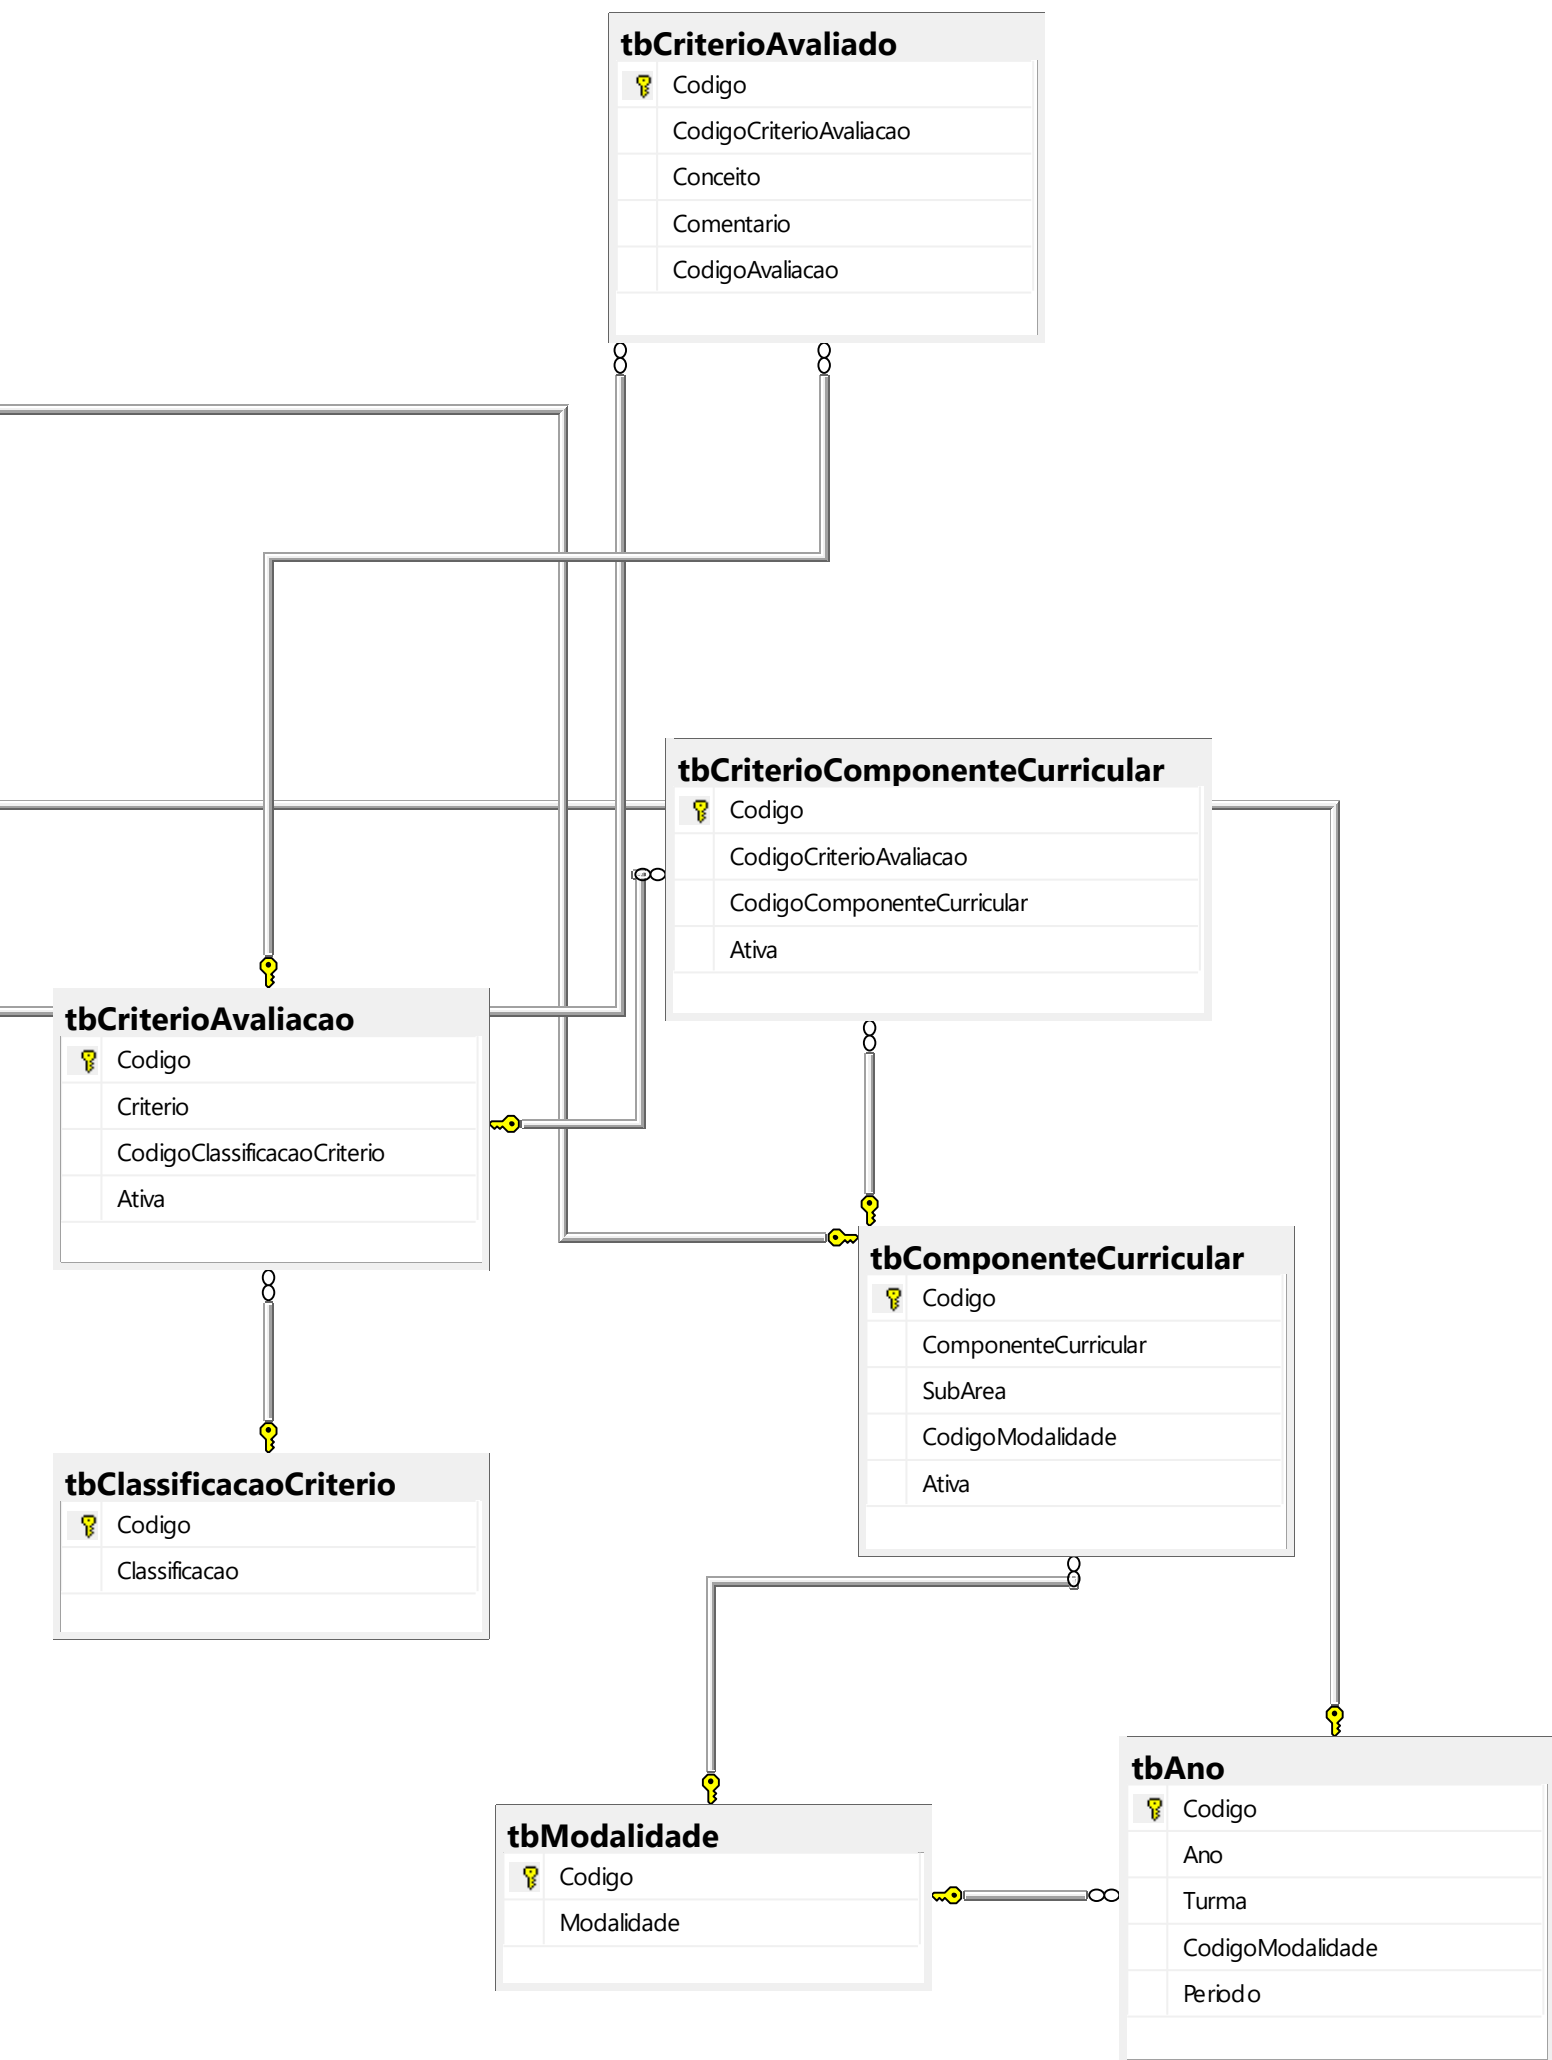 tbCriterioAvaliado
Codigo
CodigoCriterioAvaliacao
Conceito
Comentario
CodigoAvaliacao
tbCriterioComponenteCurricular
Codigo
CodigoCriterioAvaliacao
CodigoComponenteCurricular
Ativa
tbCriterioAvaliacao
Codigo
Criterio
CodigoClassificacaoCriterio
Ativa
tbComponenteCurricular
Codigo
ComponenteCurricular
SubArea
CodigoModalidade
Ativa
tbClassificacaoCriterio
Codigo
Classificacao
tbModalidade
Codigo
Modalidade
tbAno
Codigo
Ano
Turma
CodigoModalidade
Periodo